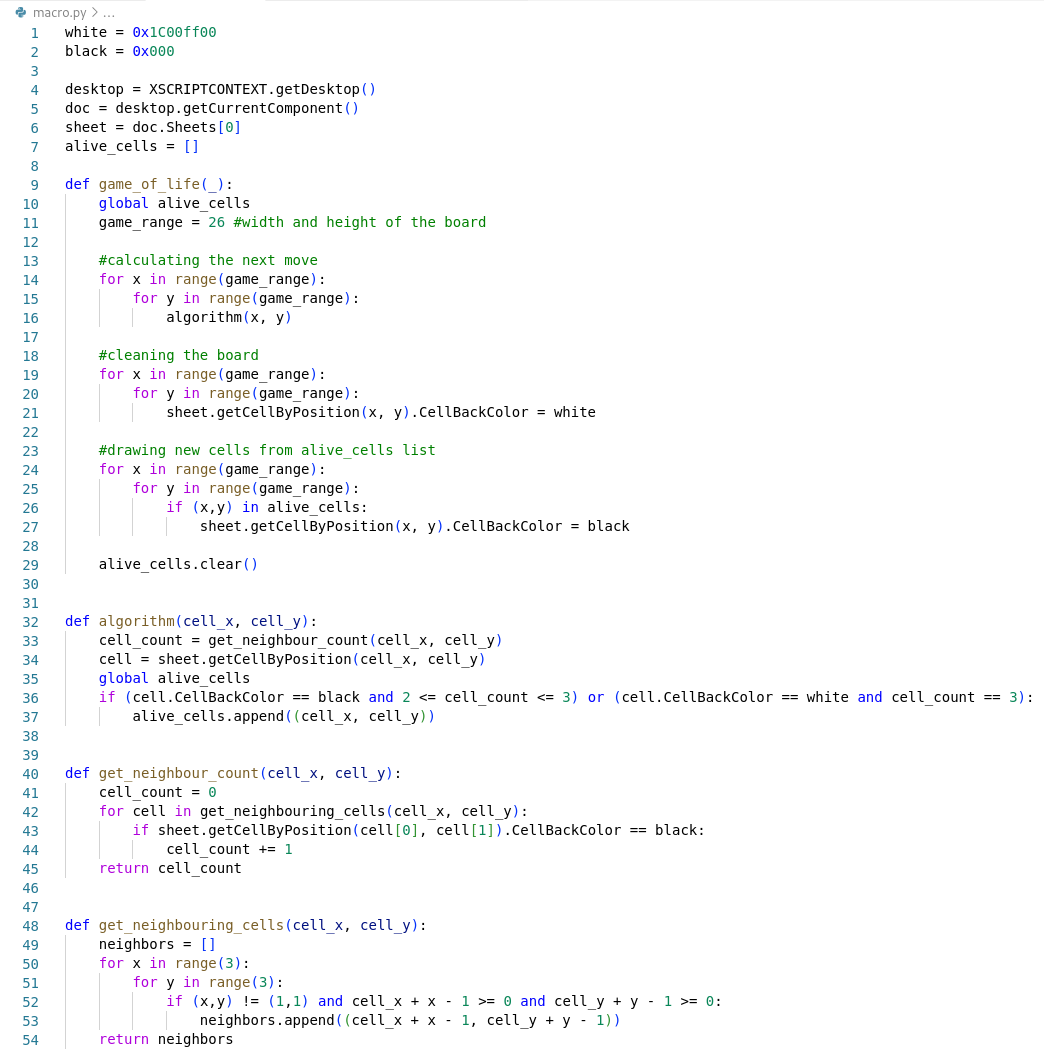 macro.py > ...
1 white = 0x1C00ff00
2 black = 0x000
3
4 desktop = XSCRIPTCONTEXT.getDesktop()
5 doc = desktop.getCurrentComponent()
6 sheet = doc.Sheets[0]
7 alive_cells = []
8
9 def game_of_life(_):
10     global alive_cells
11     game_range = 26 #width and height of the board
12
13     #calculating the next move
14     for x in range(game_range):
15         for y in range(game_range):
16             algorithm(x, y)
17
18     #cleaning the board
19     for x in range(game_range):
20         for y in range(game_range):
21             sheet.getCellByPosition(x, y).CellBackColor = white
22
23     #drawing new cells from alive_cells list
24     for x in range(game_range):
25         for y in range(game_range):
26             if (x,y) in alive_cells:
27                 sheet.getCellByPosition(x, y).CellBackColor = black
28
29     alive_cells.clear()
30
31
32 def algorithm(cell_x, cell_y):
33     cell_count = get_neighbour_count(cell_x, cell_y)
34     cell = sheet.getCellByPosition(cell_x, cell_y)
35     global alive_cells
36     if (cell.CellBackColor == black and 2 <= cell_count <= 3) or (cell.CellBackColor == white and cell_count == 3):
37         alive_cells.append((cell_x, cell_y))
38
39
40 def get_neighbour_count(cell_x, cell_y):
41     cell_count = 0
42     for cell in get_neighbouring_cells(cell_x, cell_y):
43         if sheet.getCellByPosition(cell[0], cell[1]).CellBackColor == black:
44             cell_count += 1
45     return cell_count
46
47
48 def get_neighbouring_cells(cell_x, cell_y):
49     neighbors = []
50     for x in range(3):
51         for y in range(3):
52             if (x,y) != (1,1) and cell_x + x - 1 >= 0 and cell_y + y - 1 >= 0:
53                 neighbors.append((cell_x + x - 1, cell_y + y - 1))
54     return neighbors